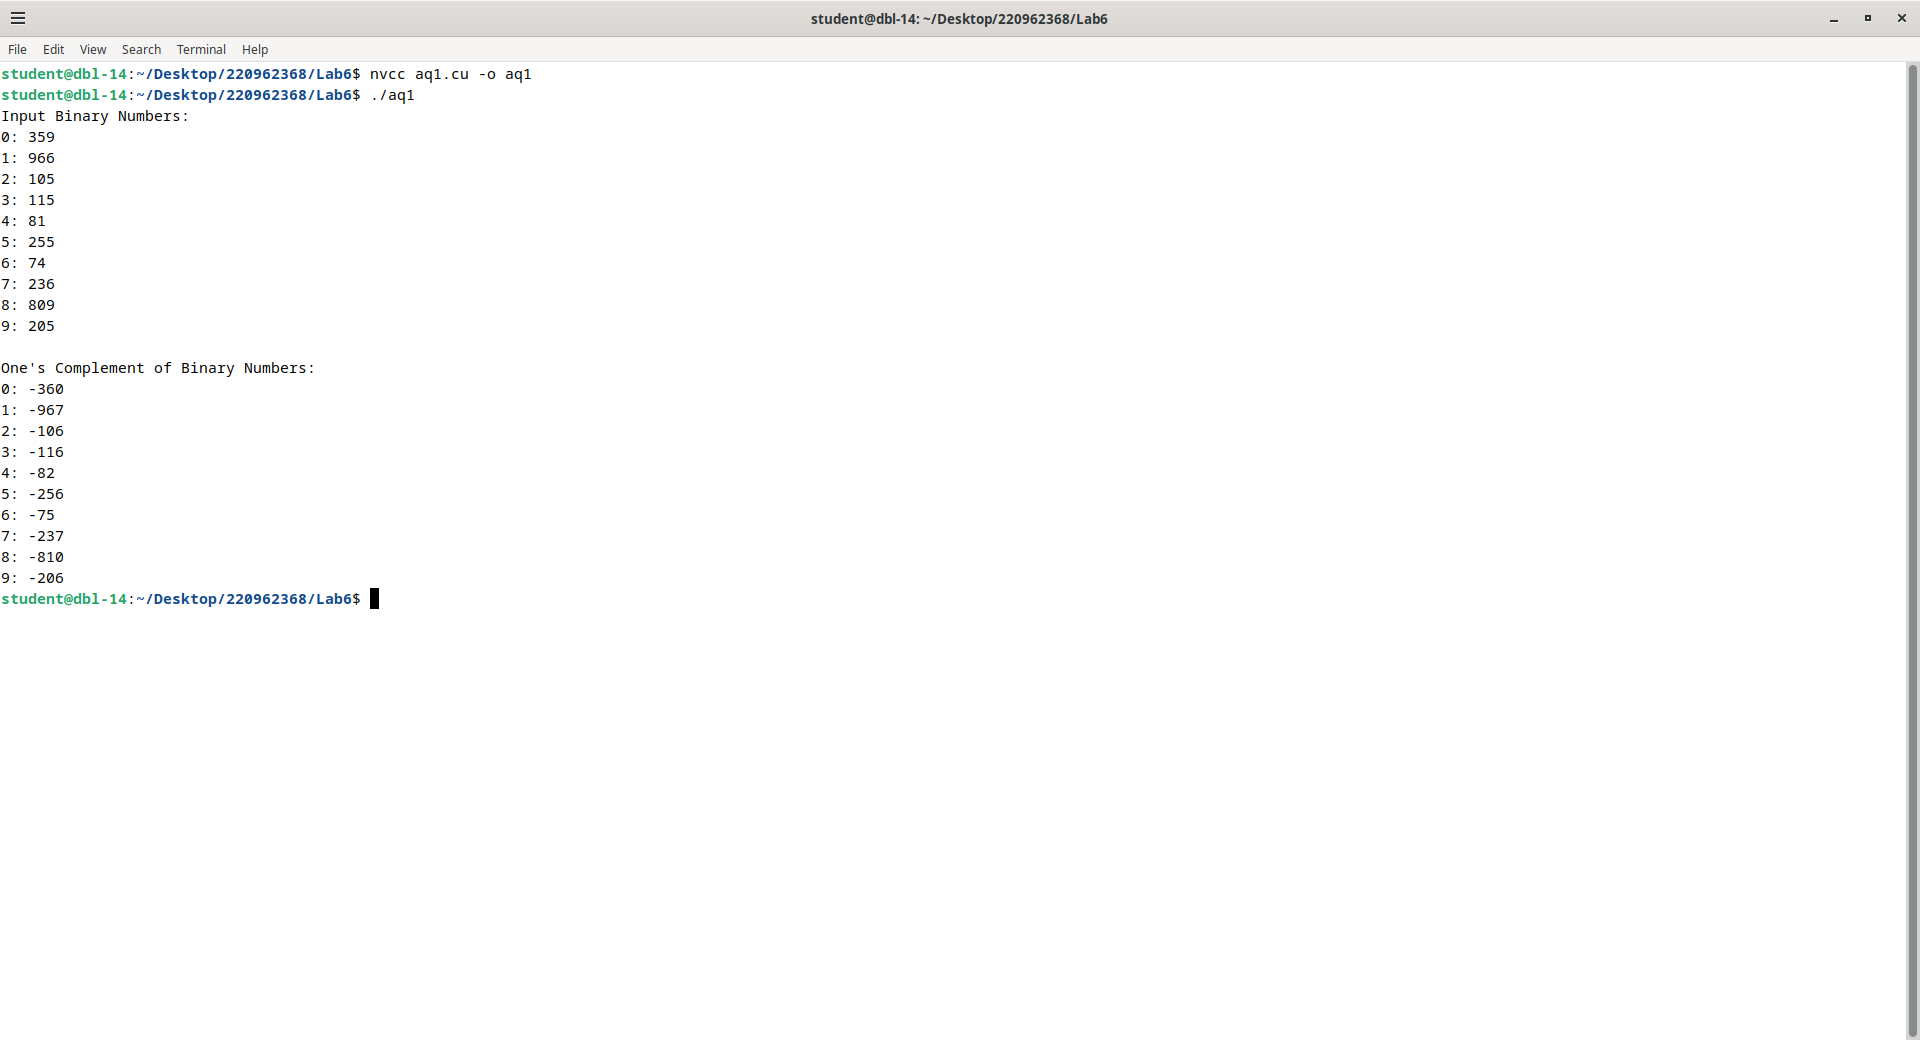 student@dbl-14: ~/Desktop/220962368/Lab6
File Edit View Search Terminal Help
student@dbl-14:~/Desktop/220962368/Lab6$ nvcc aq1.cu -o aq1
student@dbl-14:~/Desktop/220962368/Lab6$ ./aq1
Input Binary Numbers:
0: 359
1: 966
2: 105
3: 115
4: 81
5: 255
6: 74
7: 236
8: 809
9: 205

One's Complement of Binary Numbers:
0: -360
1: -967
2: -106
3: -116
4: -82
5: -256
6: -75
7: -237
8: -810
9: -206
student@dbl-14:~/Desktop/220962368/Lab6$